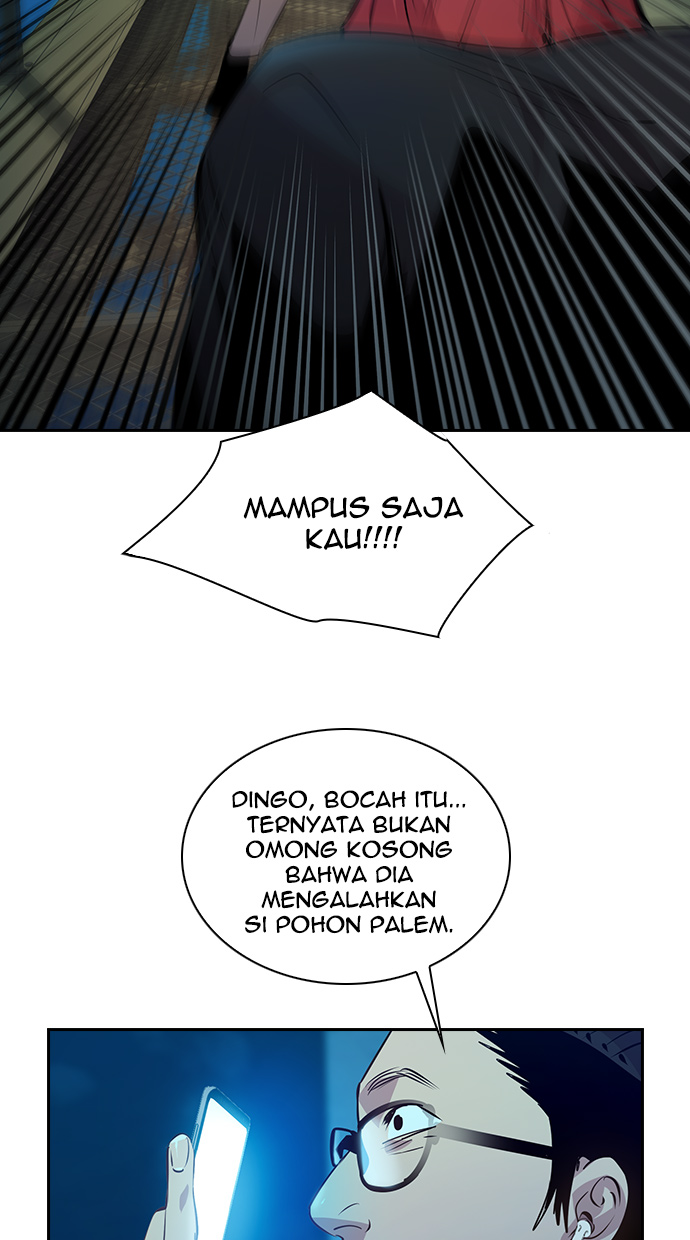 MAMPUS SAJA
KAU!!!!
DINGO, BOCAH ITU...
TERNYATA BUKAN
OMONG KOSONG
BAHWA DIA
MENGALAHKAN
SI POHON PALEM.